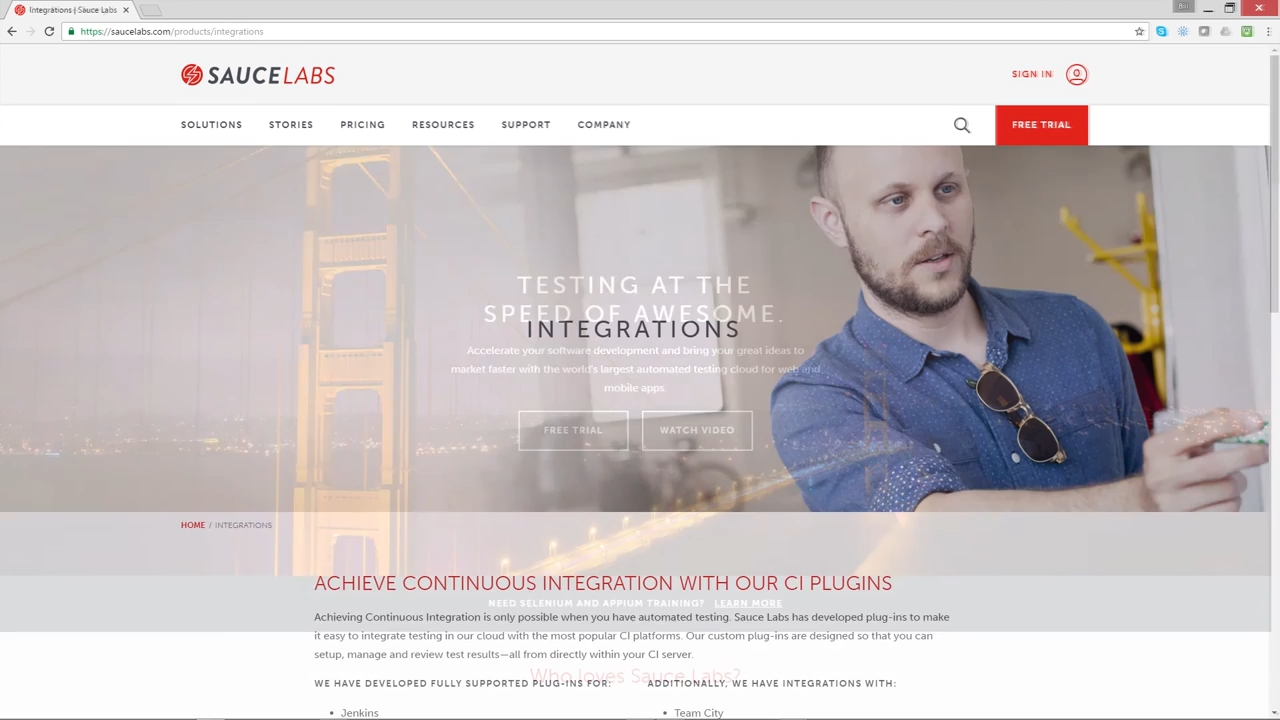 Integrations | Sauce Labs
Bill
https://saucelabs.com/products/integrations
SAUCE LABS
SIGN IN
SOLUTIONS STORIES PRICING RESOURCES SUPPORT COMPANY
FREE TRIAL
TESTING AT THE
SPEED OF AWESOME.
INTEGRATIONS
Accelerate your software development and bring your great ideas to
market faster with the world's largest automated testing cloud for web and
mobile apps.
FREE TRIAL WATCH VIDEO
HOME / INTEGRATIONS
ACHIEVE CONTINUOUS INTEGRATION WITH OUR CI PLUGINS
NEED SELENIUM AND APPIUM TRAINING? LEARN MORE
Achieving Continuous Integration is only possible when you have automated testing. Sauce Labs has developed plug-ins to make
it easy to integrate testing in our cloud with the most popular CI platforms. Our custom plug-ins are designed so that you can
setup, manage and review test results—all from directly within your CI server.
Who loves Sauce Labs?
WE HAVE DEVELOPED FULLY SUPPORTED PLUG-INS FOR: ADDITIONALLY, WE HAVE INTEGRATIONS WITH:
• Jenkins • Team City